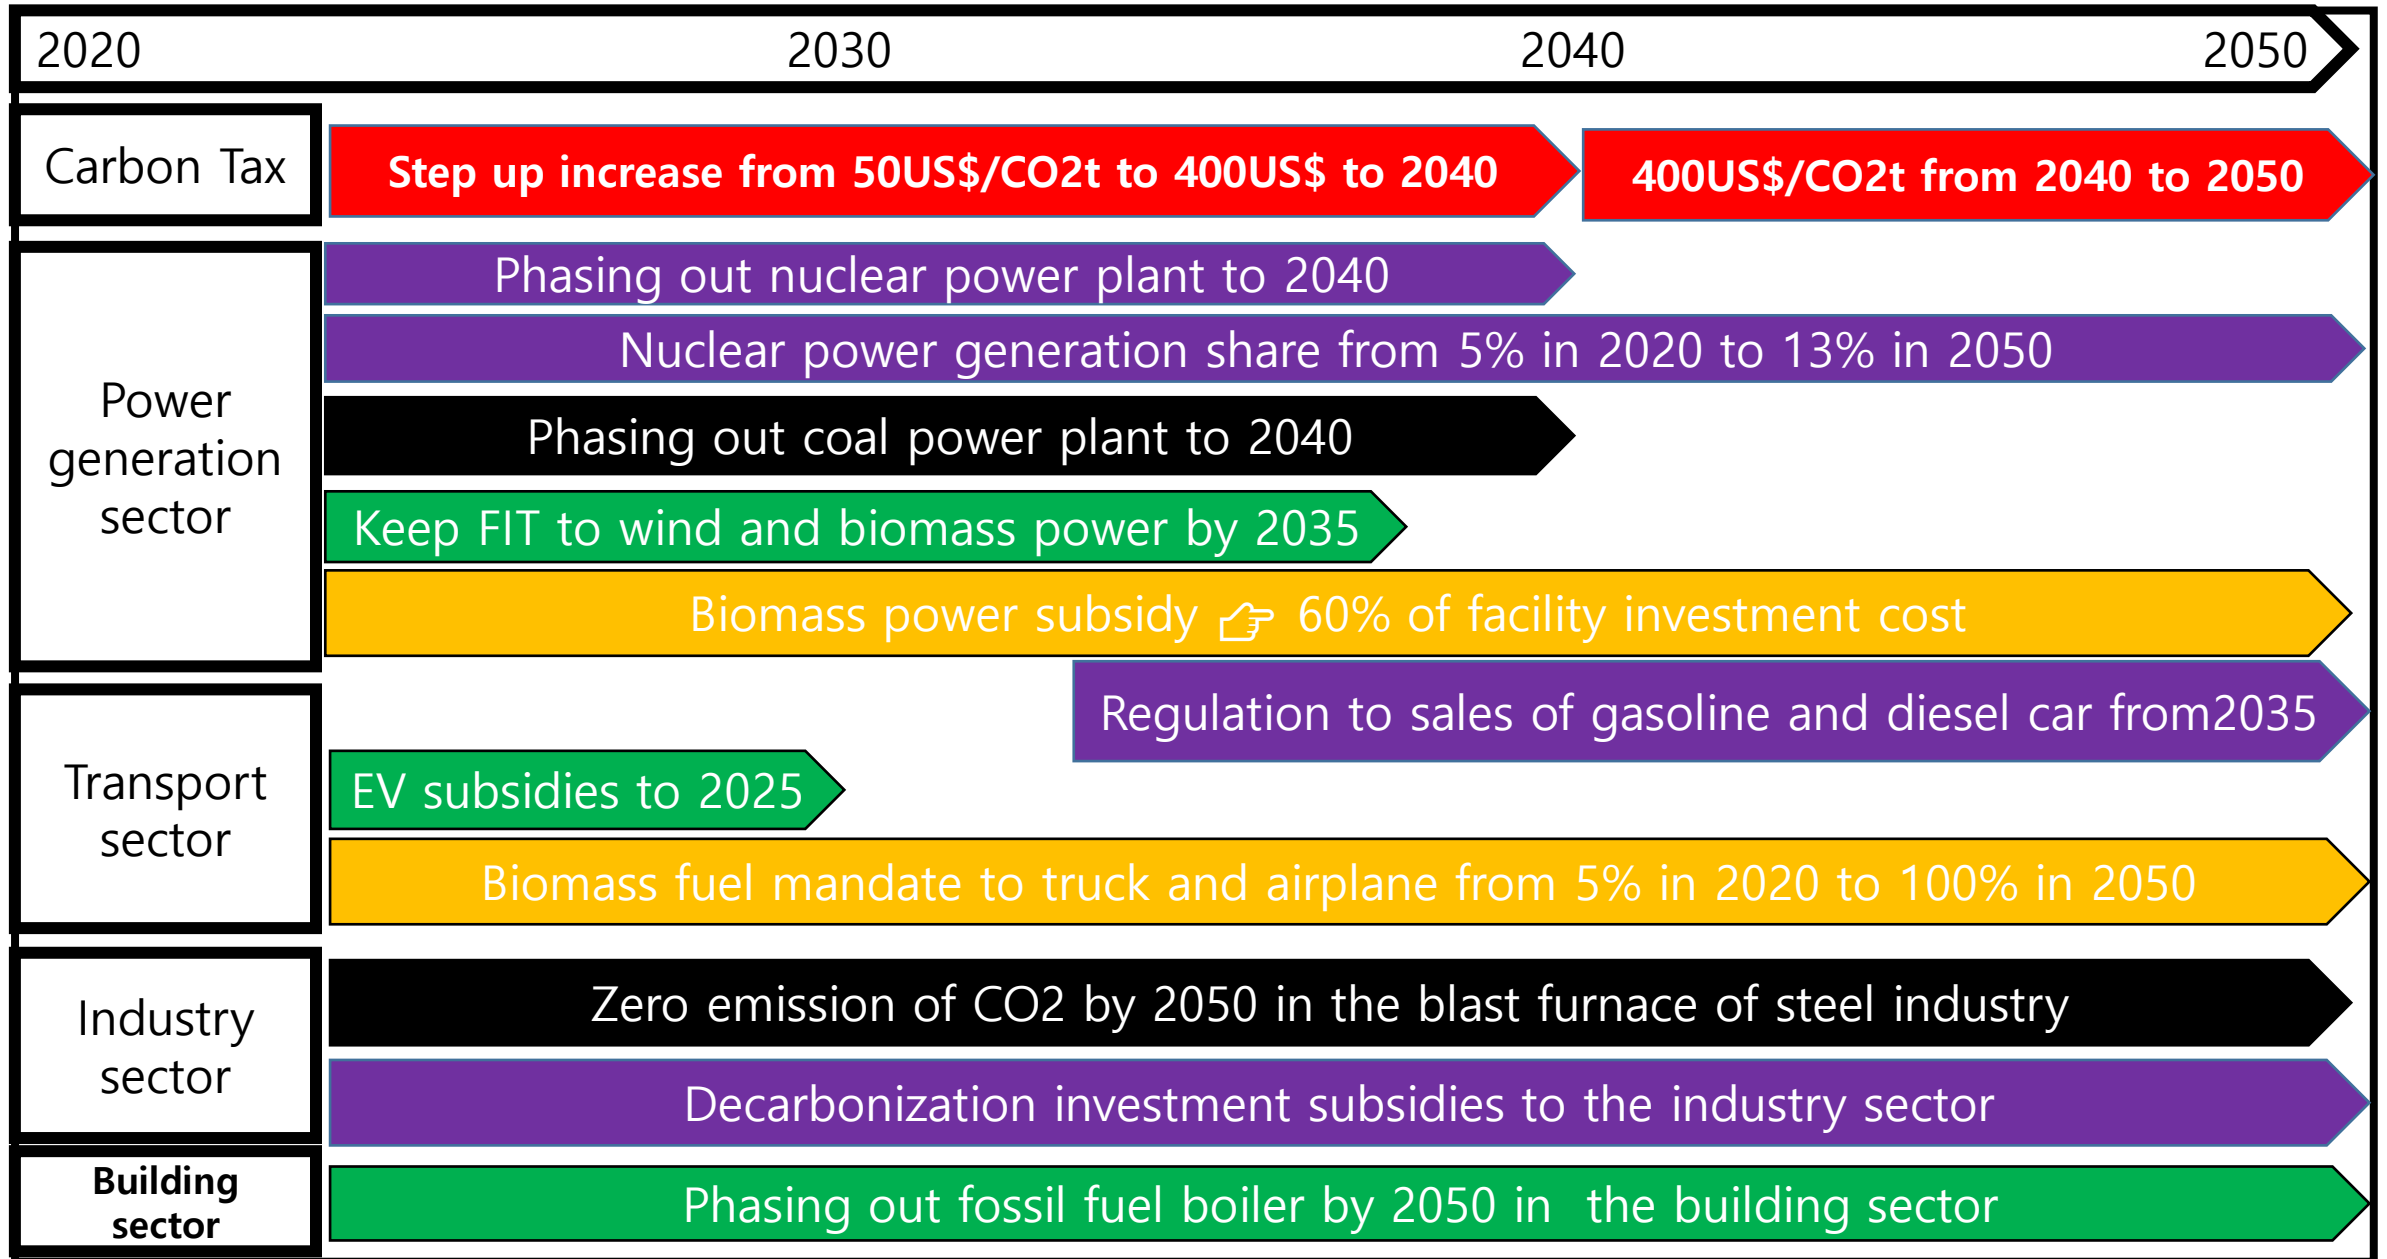 2020 2030 2040 2050
Carbon Tax
Step up increase from 50US$/CO2t to 400US$ to 2040
400US$/CO2t from 2040 to 2050
Power
generation
sector
Phasing out nuclear power plant to 2040
Nuclear power generation share from 5% in 2020 to 13% in 2050
Phasing out coal power plant to 2040
Keep FIT to wind and biomass power by 2035
Biomass power subsidy 👉 60% of facility investment cost
Transport
sector
Regulation to sales of gasoline and diesel car from2035
EV subsidies to 2025
Biomass fuel mandate to truck and airplane from 5% in 2020 to 100% in 2050
Industry
sector
Zero emission of CO2 by 2050 in the blast furnace of steel industry
Decarbonization investment subsidies to the industry sector
Building
sector
Phasing out fossil fuel boiler by 2050 in  the building sector